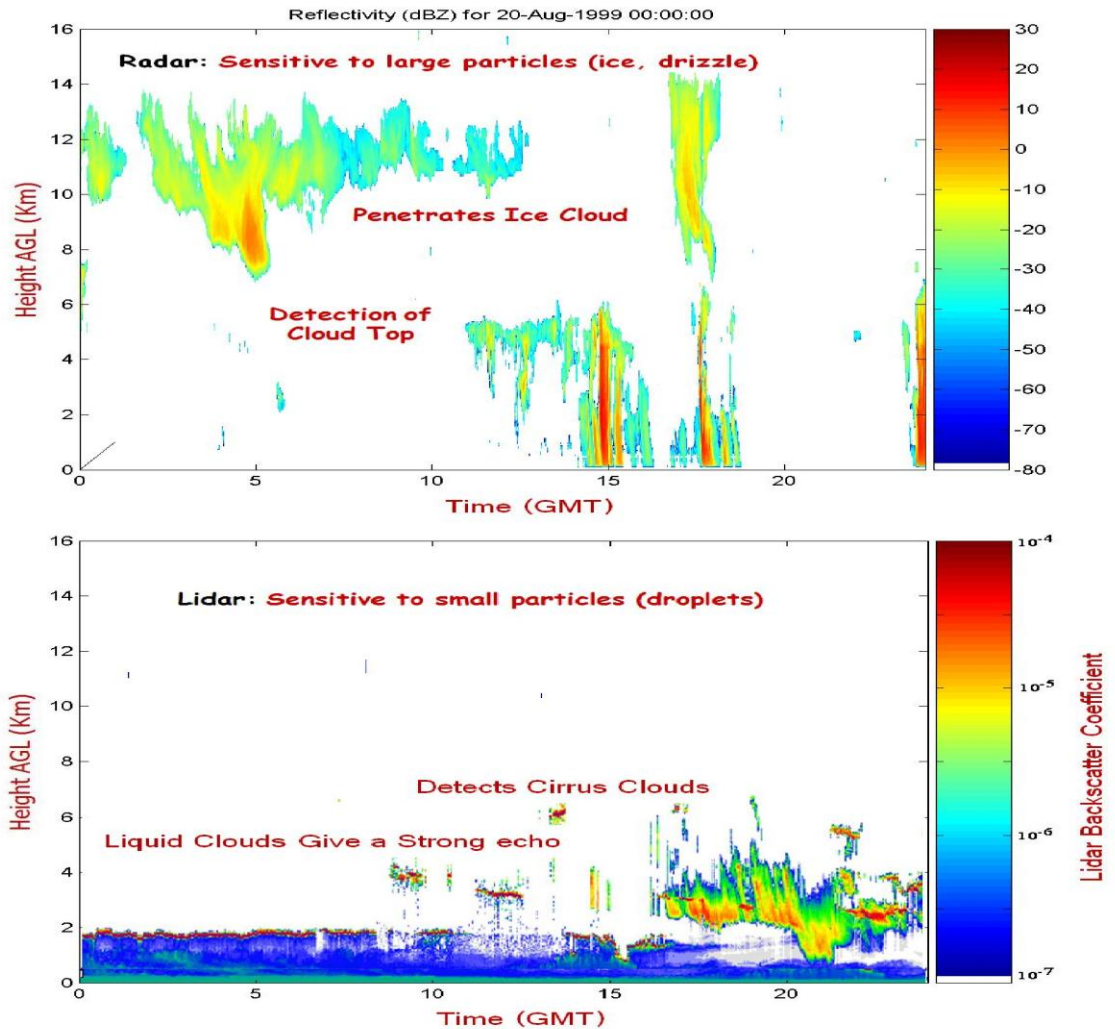 Reflectivity (dBZ) for 20-Aug-1999 00:00:00
Radar: Sensitive to large particles (ice, drizzle)
Penetrates Ice Cloud
Detection of
Cloud Top
Height AGL (Km)
16
14
12
10
8
6
4
2
0
0 5 10 15 20
Time (GMT)
30
20
10
0
-10
-20
-30
-40
-50
-60
-70
-80
Lidar: Sensitive to small particles (droplets)
Detects Cirrus Clouds
Liquid Clouds Give a Strong echo
Height AGL (Km)
16
14
12
10
8
6
4
2
0
0 5 10 15 20
Time (GMT)
10-4
10-5
10-6
10-7
Lidar Backscatter Coefficient